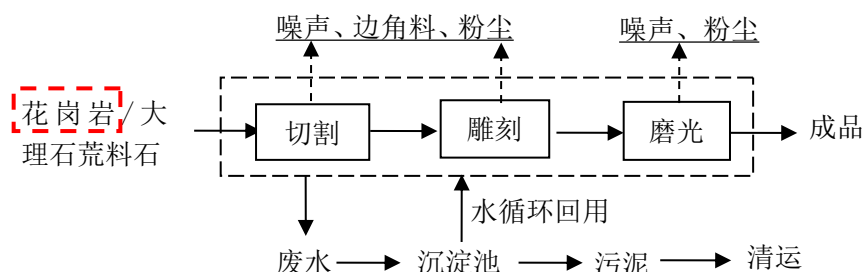 噪声、边角料、粉尘
噪声、粉尘
花岗岩/大
理石荒料石
切割
雕刻
磨光
成品
水循环回用
废水
沉淀池
污泥
清运